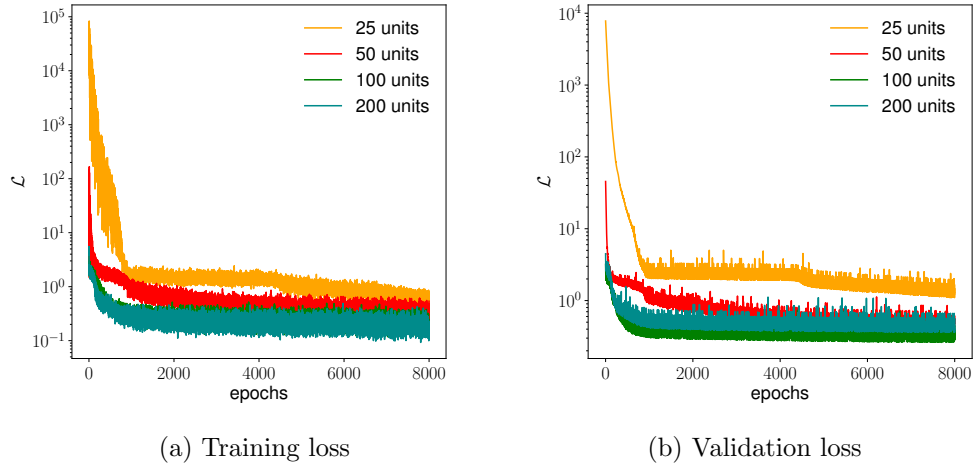 10^5
10^4
10^3
10^2
10^1
10^0
10^{-1}
ℒ
25 units
50 units
100 units
200 units
0 2000 4000 6000 8000
epochs
(a) Training loss
10^4
10^3
10^2
10^1
10^0
ℒ
25 units
50 units
100 units
200 units
0 2000 4000 6000 8000
epochs
(b) Validation loss